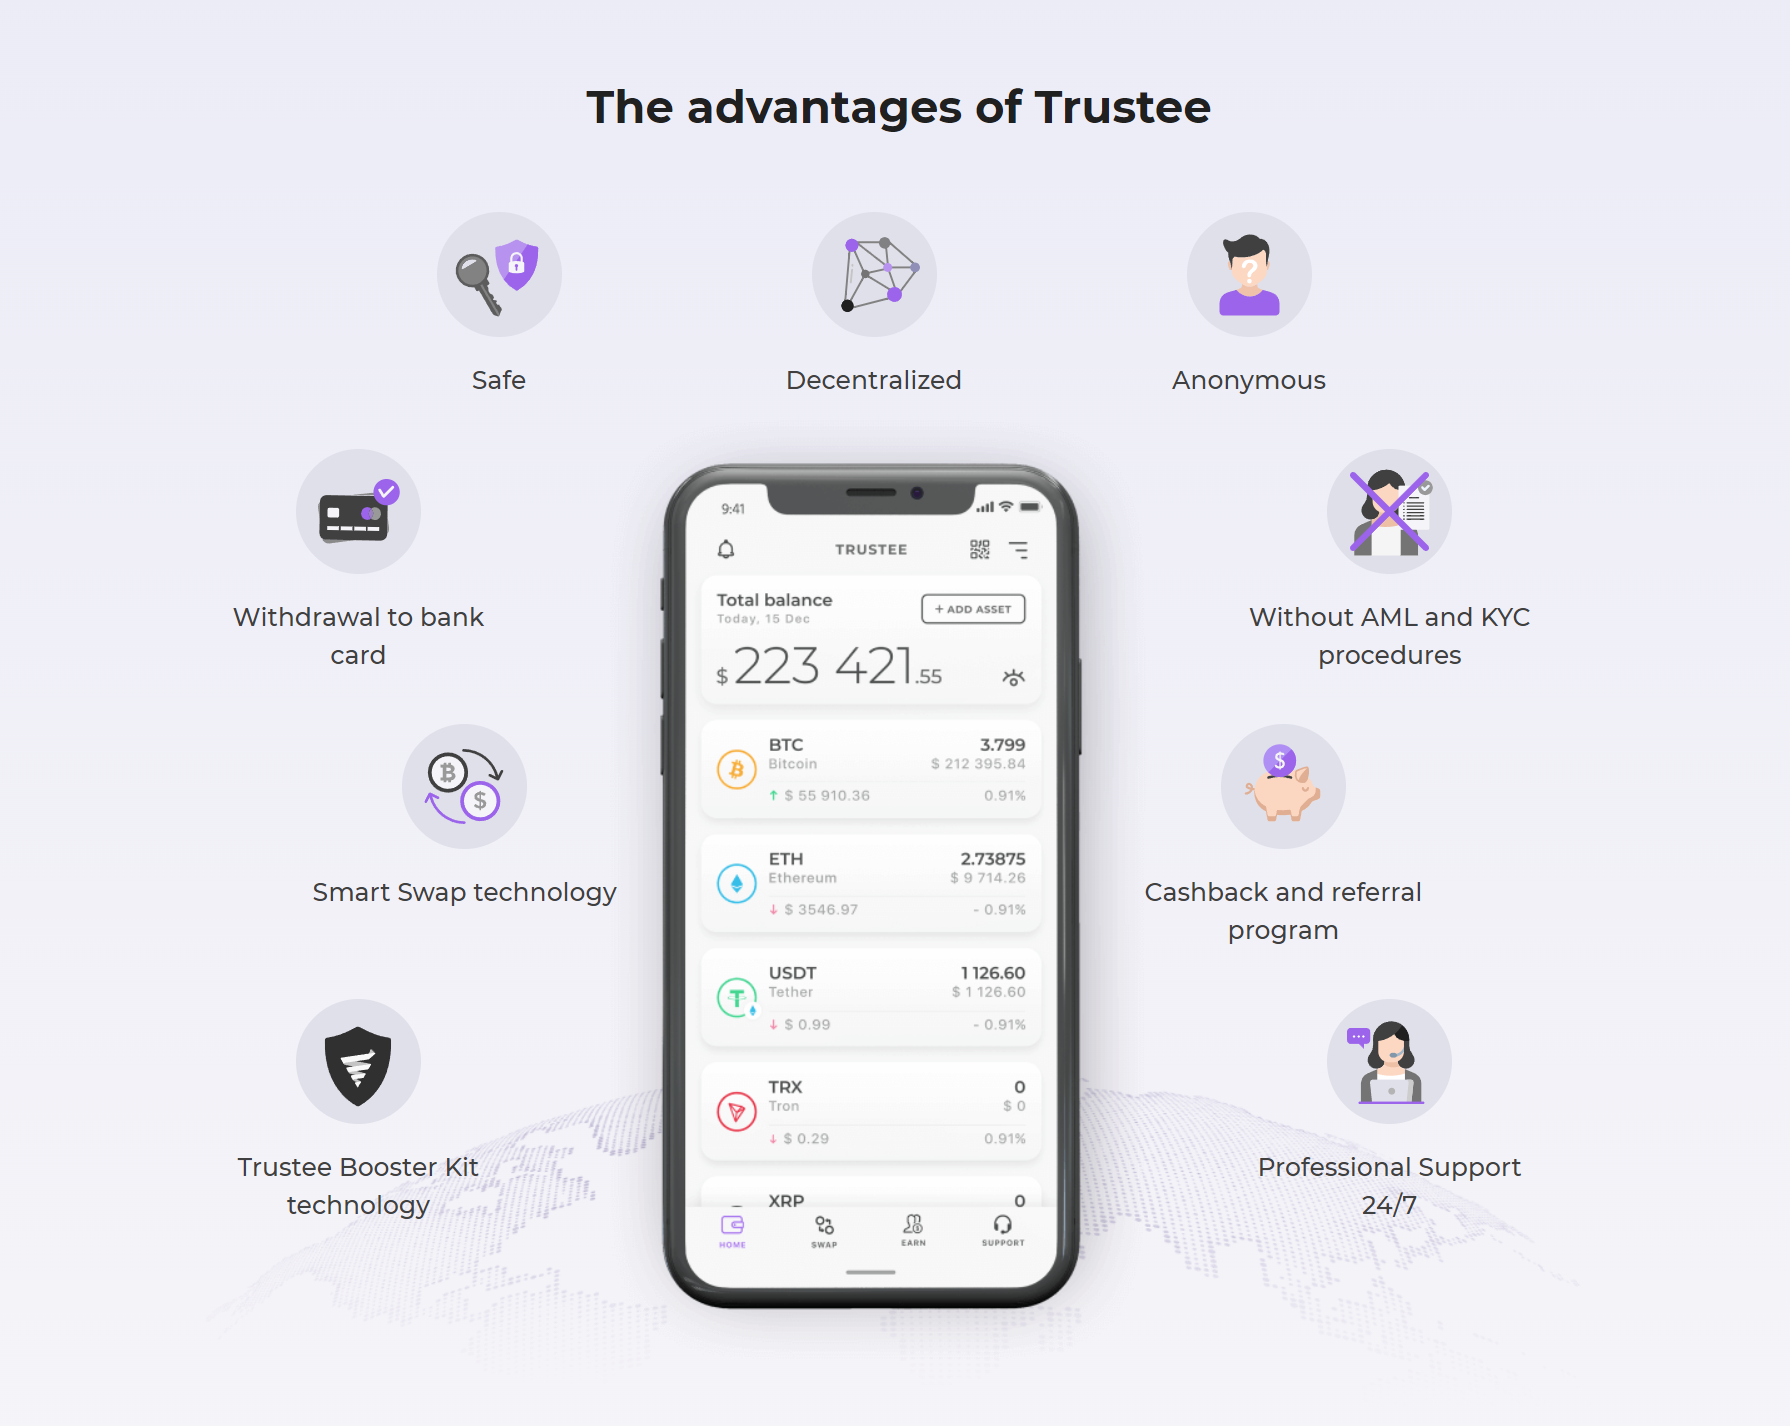 The advantages of Trustee
Safe
Decentralized
Anonymous
Withdrawal to bank
card
Without AML and KYC
procedures
Smart Swap technology
Cashback and referral
program
Trustee Booster Kit
technology
Professional Support
24/7
9:41
TRUSTEE
Total balance
+ ADD ASSET
Today, 15 Dec
$ 223 421.55
BTC 3.799
Bitcoin $ 212 395.84
↑ $ 55 910.36 0.91%
ETH 2.73875
Ethereum $ 9 714.26
↓ $ 3546.97 - 0.91%
USDT 1 126.60
Tether $ 1 126.60
↓ $ 0.99 - 0.91%
TRX 0
Tron $ 0
↓ $ 0.29 0.91%
XRP 0
HOME SWAP EARN SUPPORT